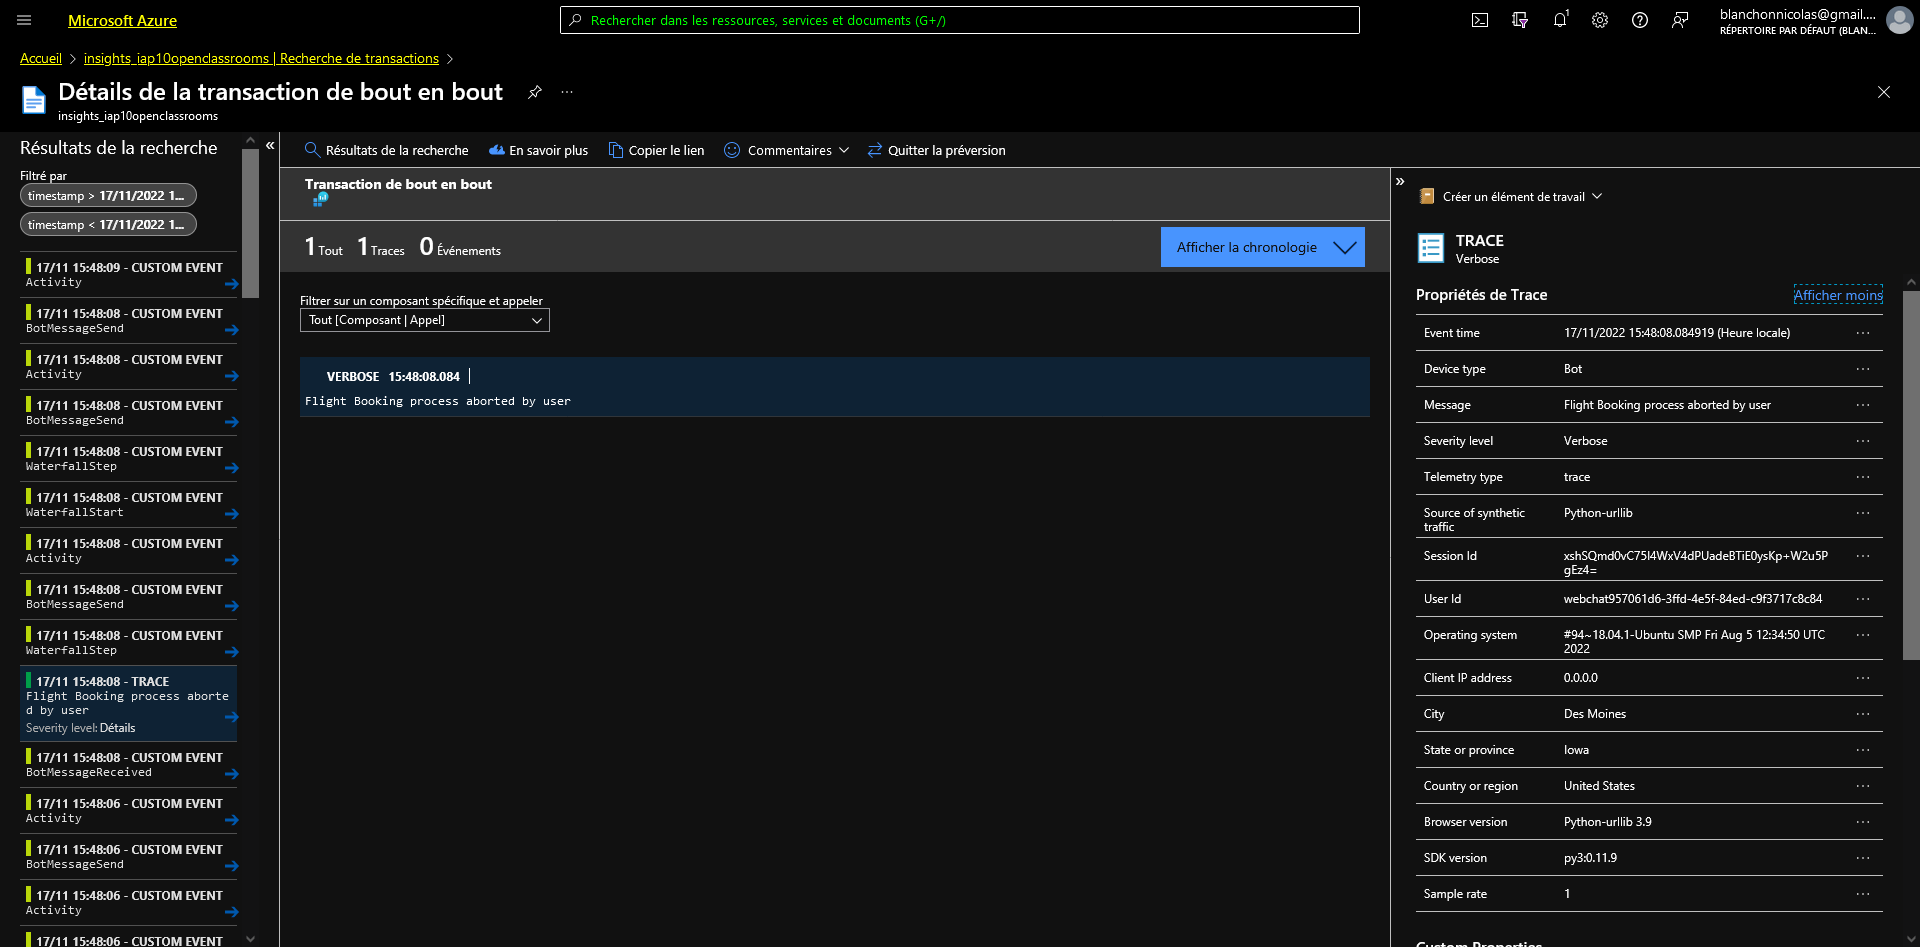 Microsoft Azure
Rechercher dans les ressources, services et documents (G+/)
1
blanchonnicolas@gmail....
RÉPERTOIRE PAR DÉFAUT (BLAN...
Accueil > insights_iap10openclassrooms | Recherche de transactions >
Détails de la transaction de bout en bout
...
insights_iap10openclassrooms
Résultats de la recherche
«
Filtré par
timestamp > 17/11/2022 1...
timestamp < 17/11/2022 1...
17/11 15:48:09 - CUSTOM EVENT
Activity
17/11 15:48:08 - CUSTOM EVENT
BotMessageSend
17/11 15:48:08 - CUSTOM EVENT
Activity
17/11 15:48:08 - CUSTOM EVENT
BotMessageSend
17/11 15:48:08 - CUSTOM EVENT
WaterfallStep
17/11 15:48:08 - CUSTOM EVENT
WaterfallStart
17/11 15:48:08 - CUSTOM EVENT
Activity
17/11 15:48:08 - CUSTOM EVENT
BotMessageSend
17/11 15:48:08 - CUSTOM EVENT
WaterfallStep
17/11 15:48:08 - TRACE
Flight Booking process aborte
d by user
Severity level: Détails
17/11 15:48:08 - CUSTOM EVENT
BotMessageReceived
17/11 15:48:06 - CUSTOM EVENT
Activity
17/11 15:48:06 - CUSTOM EVENT
BotMessageSend
17/11 15:48:06 - CUSTOM EVENT
Activity
17/11 15:48:06 - CUSTOM EVENT
Résultats de la recherche En savoir plus Copier le lien Commentaires Quitter la préversion
Transaction de bout en bout
1 Tout 1 Traces 0 Événements
Afficher la chronologie
Filtrer sur un composant spécifique et appeler
Tout [Composant | Appel]
VERBOSE 15:48:08.084
Flight Booking process aborted by user
»
Créer un élément de travail
TRACE
Verbose
Propriétés de Trace Afficher moins
Event time 17/11/2022 15:48:08.084919 (Heure locale) ...
Device type Bot ...
Message Flight Booking process aborted by user ...
Severity level Verbose ...
Telemetry type trace ...
Source of synthetic Python-urllib ...
traffic
Session Id xshSQmd0vC75I4WxV4dPUadeBTiE0ysKp+W2u5P ...
gEz4=
User Id webchat957061d6-3ffd-4e5f-84ed-c9f3717c8c84 ...
Operating system #94~18.04.1-Ubuntu SMP Fri Aug 5 12:34:50 UTC ...
2022
Client IP address 0.0.0.0 ...
City Des Moines ...
State or province Iowa ...
Country or region United States ...
Browser version Python-urllib 3.9 ...
SDK version py3:0.11.9 ...
Sample rate 1 ...
Custom Properties